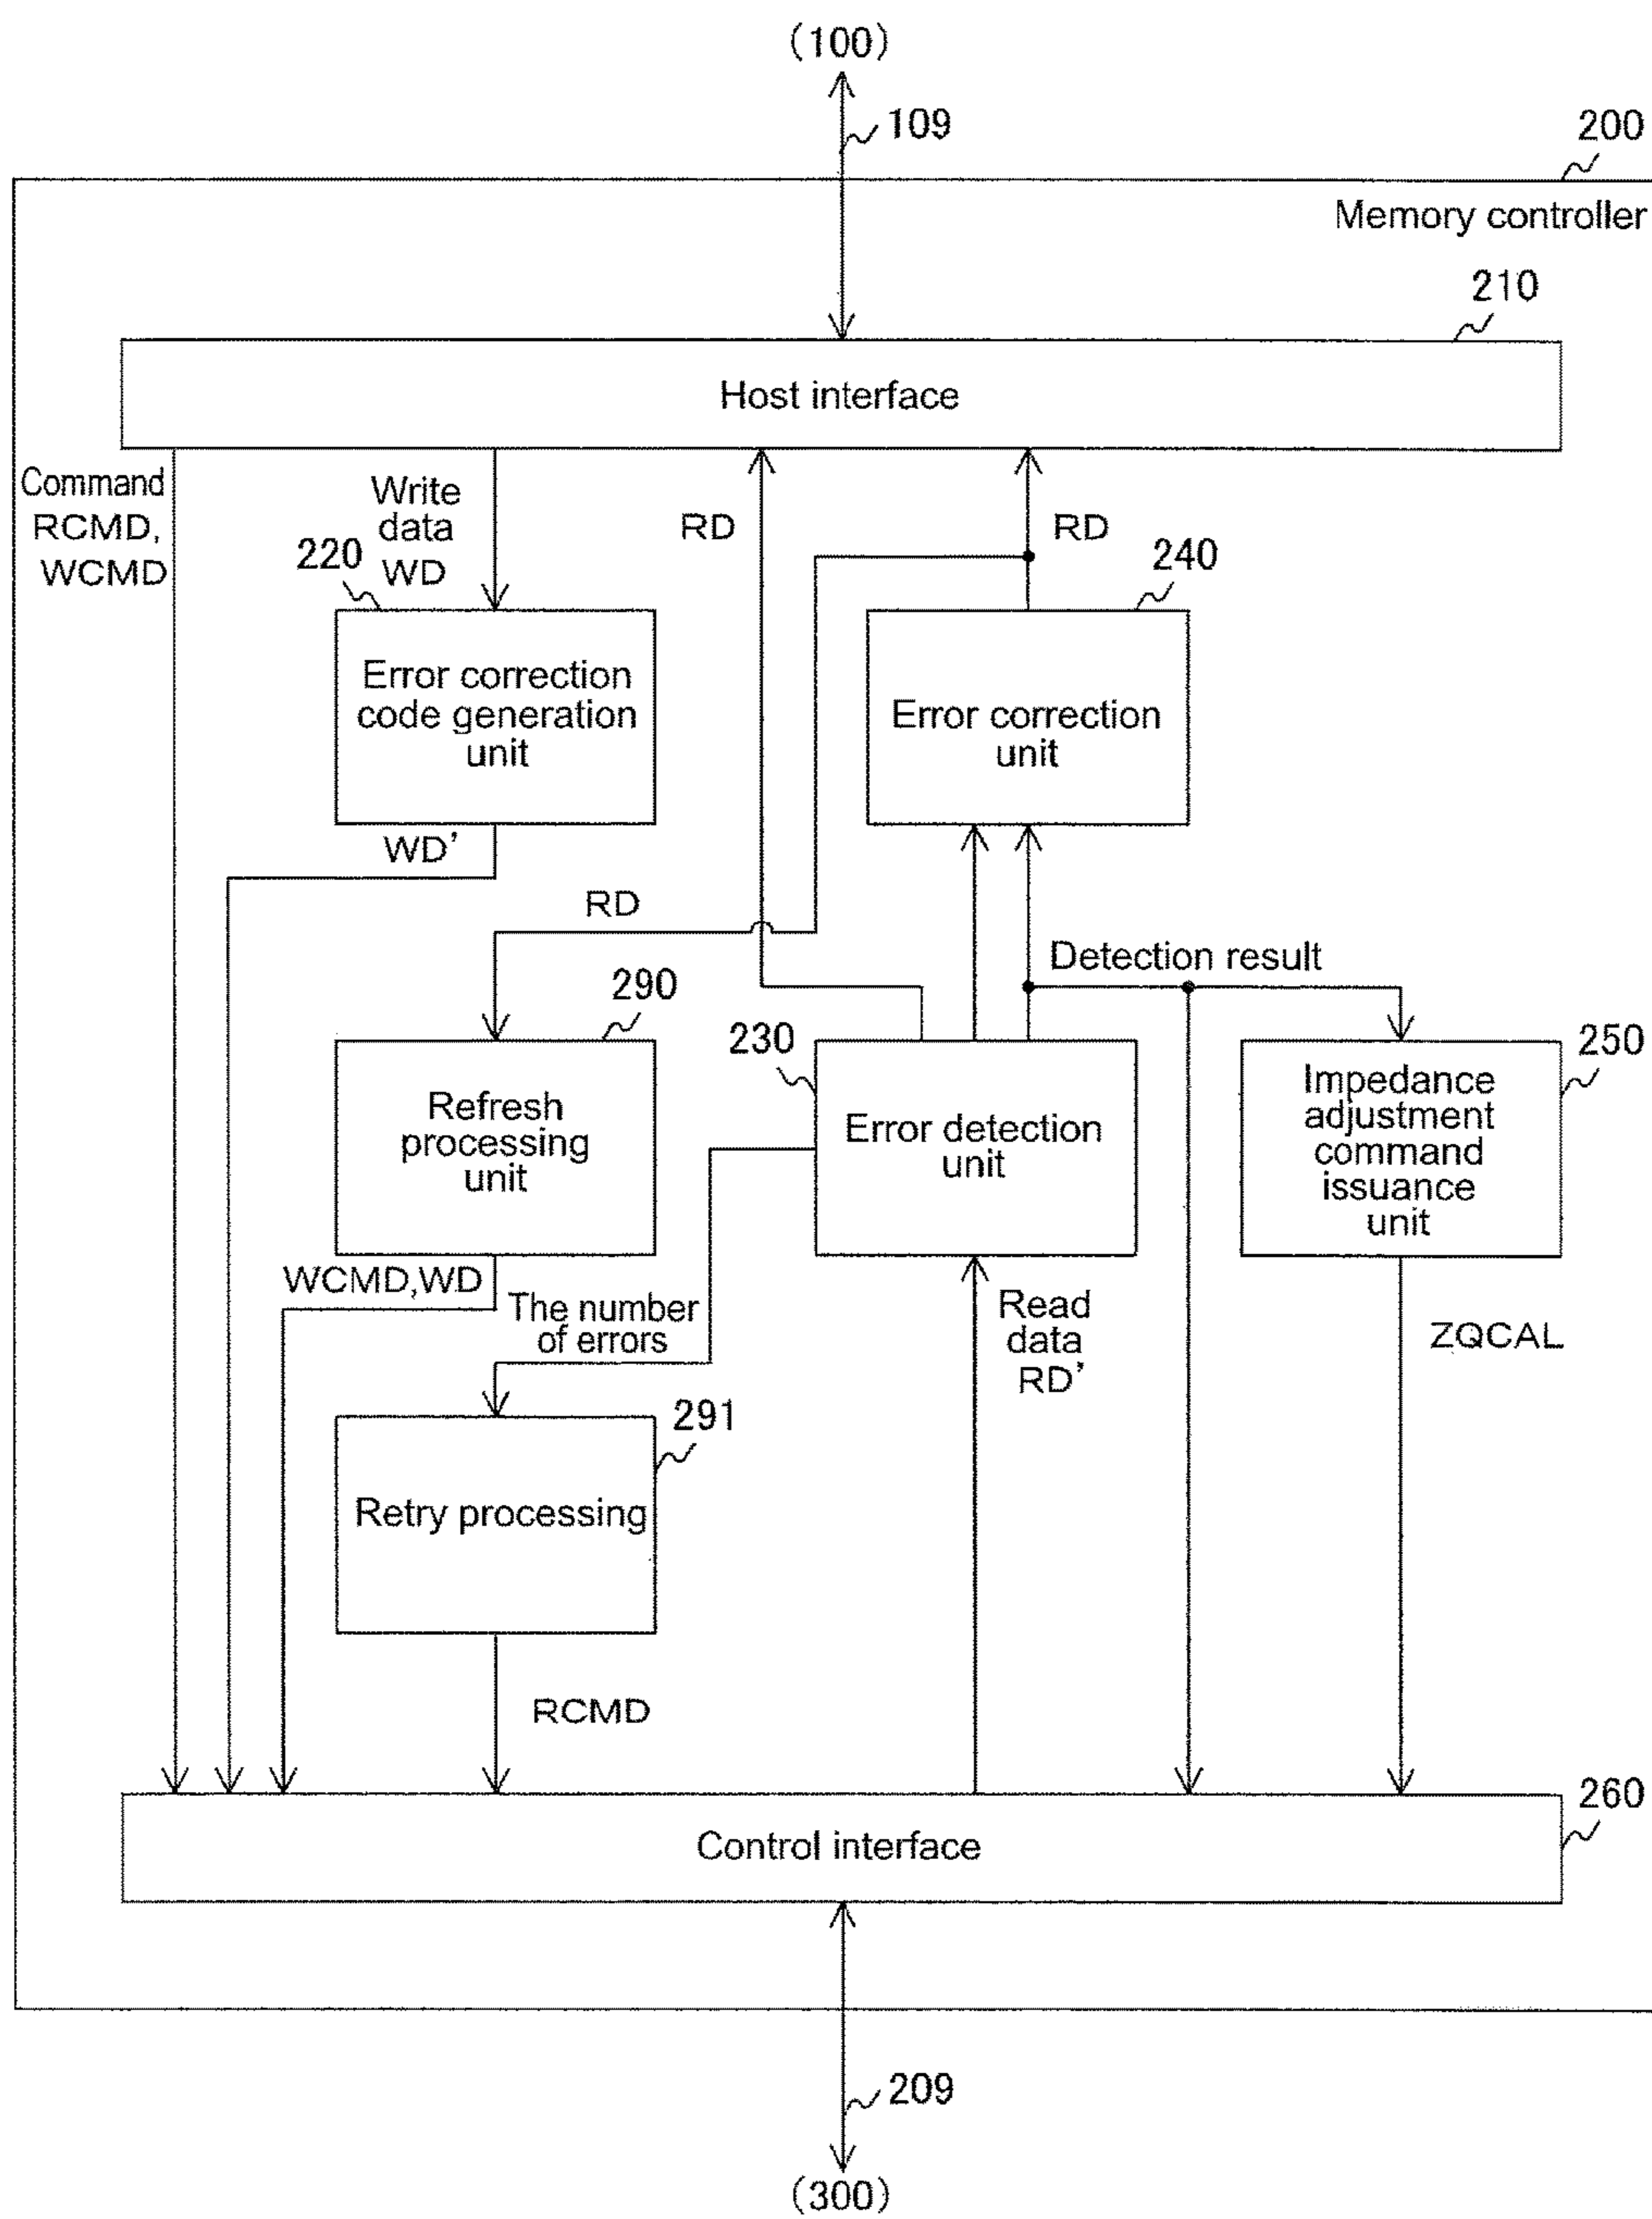 (100)
109
200
Memory controller
210
Host interface
Command
RCMD,
WCMD
Write
data
WD
RD
RD
220
240
Error correction
code generation
unit
Error correction
unit
WD’
RD
Detection result
290
230
250
Refresh
processing
unit
Error detection
unit
Impedance
adjustment
command
issuance
unit
WCMD,WD
The number
of errors
Read
data
RD’
ZQCAL
291
Retry processing
RCMD
260
Control interface
209
(300)